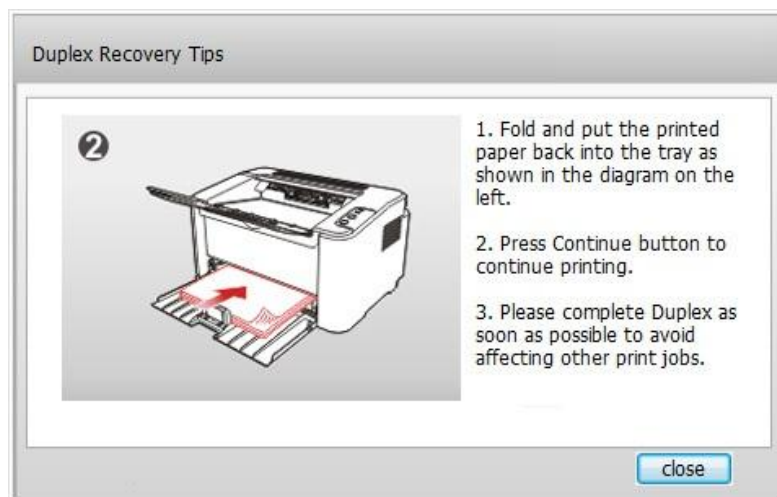 Duplex Recovery Tips
2
1. Fold and put the printed
paper back into the tray as
shown in the diagram on the
left.
2. Press Continue button to
continue printing.
3. Please complete Duplex as
soon as possible to avoid
affecting other print jobs.
close